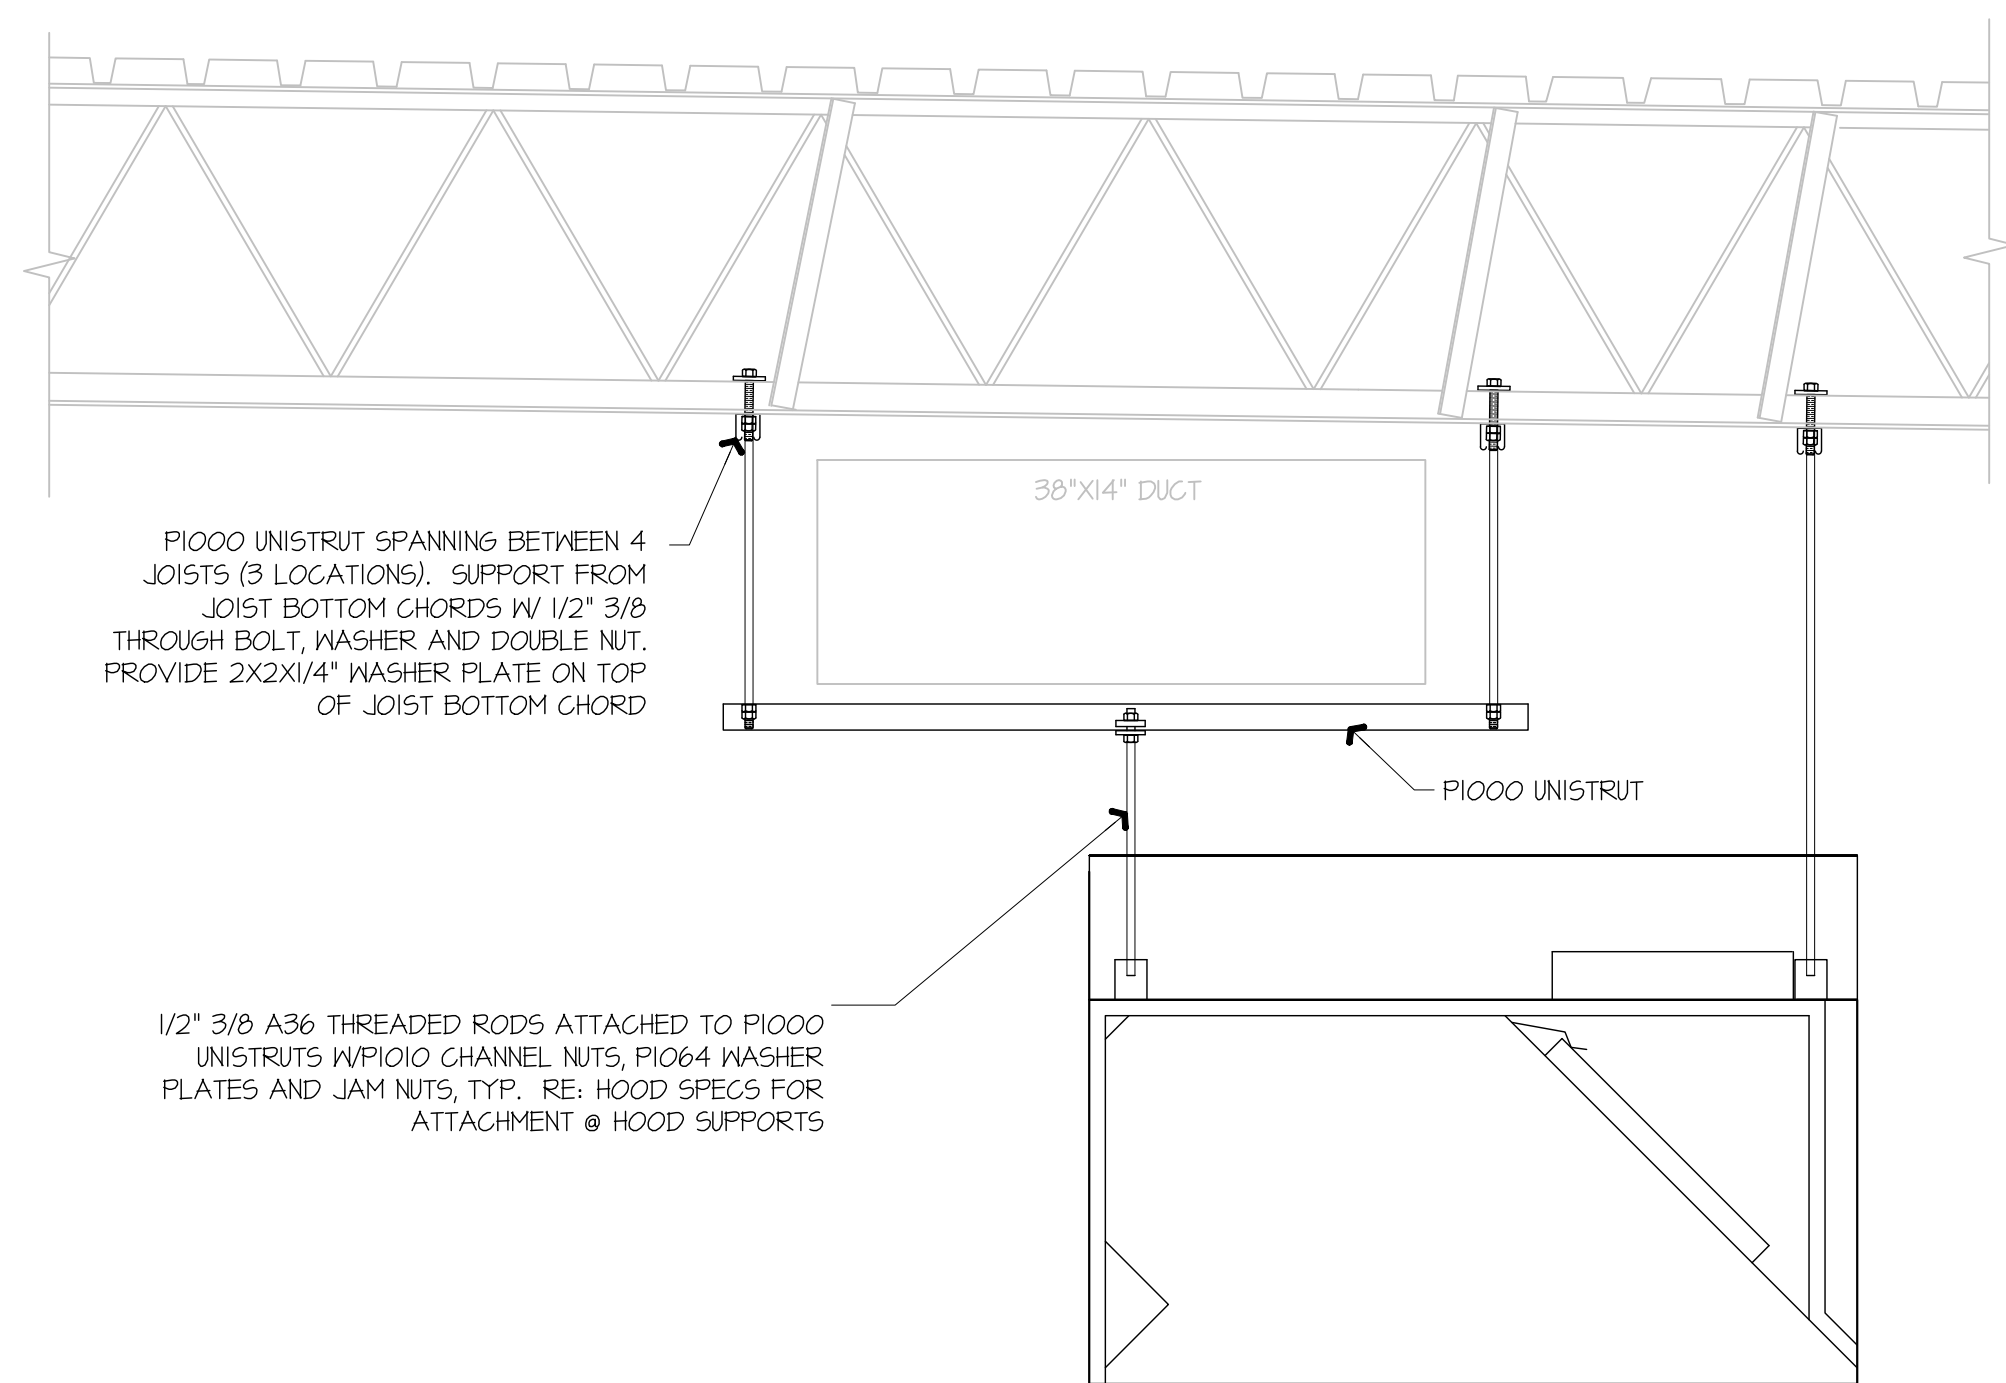 38"X14" DUCT
P1000 UNISTRUT SPANNING BETWEEN 4
JOISTS (3 LOCATIONS).  SUPPORT FROM
JOIST BOTTOM CHORDS W/ 1/2" 3/8
THROUGH BOLT, WASHER AND DOUBLE NUT.
PROVIDE 2X2X1/4" WASHER PLATE ON TOP
OF JOIST BOTTOM CHORD
P1000 UNISTRUT
1/2" 3/8 A36 THREADED RODS ATTACHED TO P1000
UNISTRUTS W/P1010 CHANNEL NUTS, P1064 WASHER
PLATES AND JAM NUTS, TYP.  RE: HOOD SPECS FOR
ATTACHMENT @ HOOD SUPPORTS